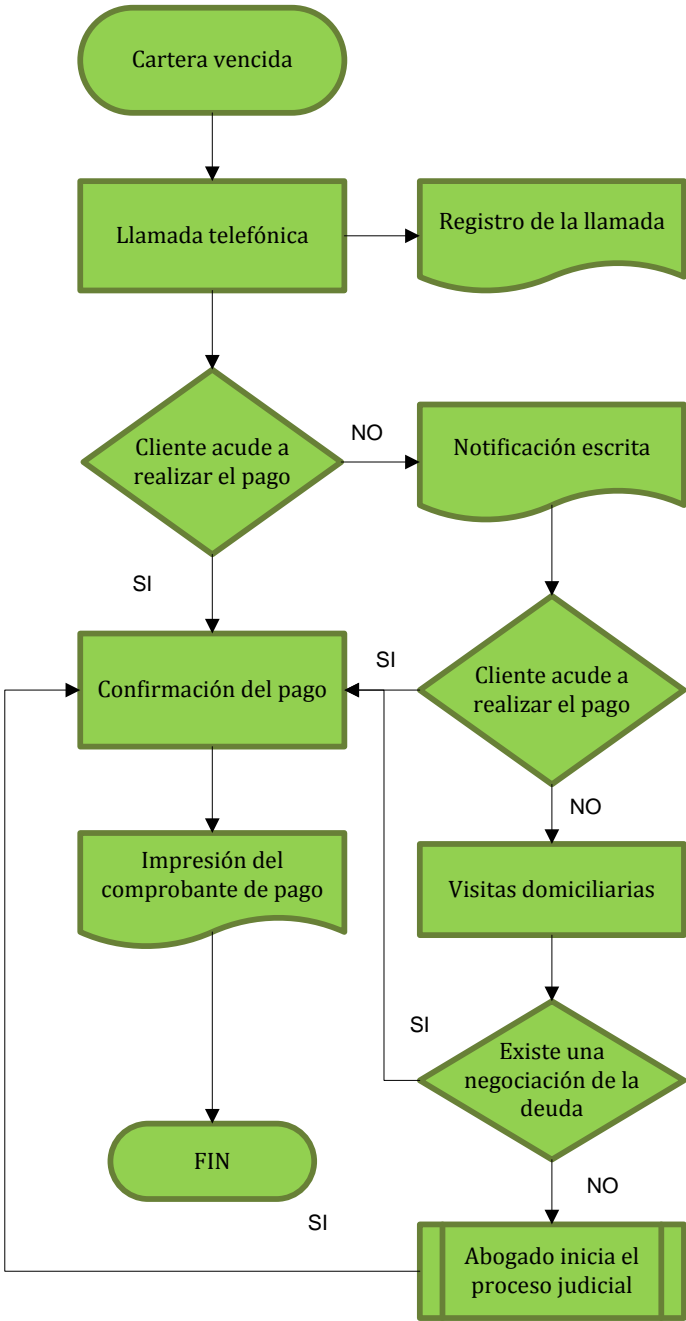 Cartera vencida
Llamada telefónica
Registro de la llamada
Cliente acude a
realizar el pago
NO
Notificación escrita
SI
Confirmación del pago
SI
Cliente acude a
realizar el pago
NO
Impresión del
comprobante de pago
Visitas domiciliarias
SI
Existe una
negociación de la
deuda
FIN
NO
SI
Abogado inicia el
proceso judicial